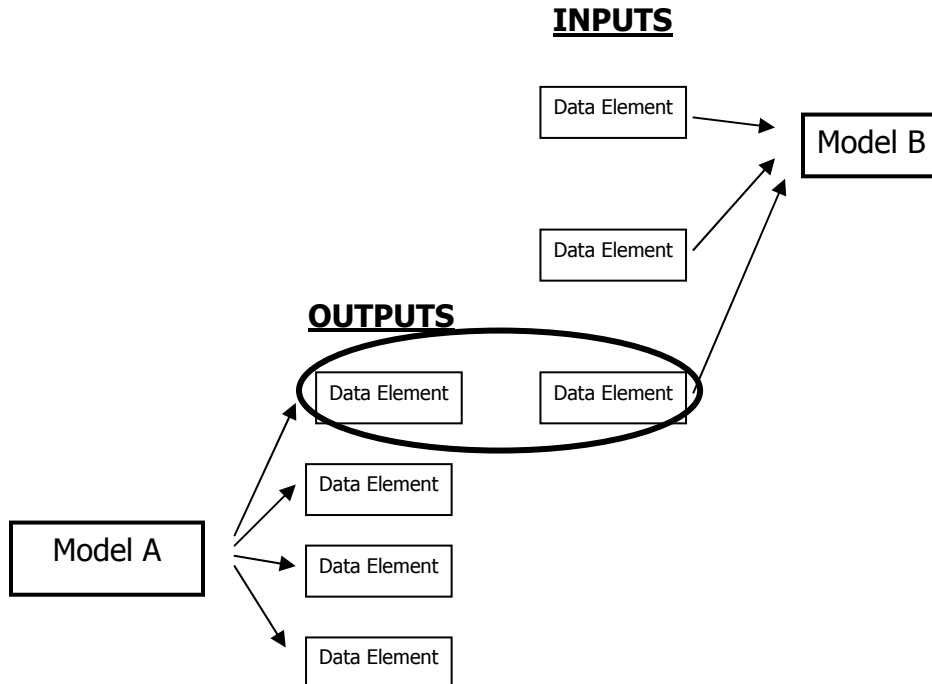 INPUTS
Data Element
Model B
Data Element
OUTPUTS
Data Element
Data Element
Data Element
Model A
Data Element
Data Element